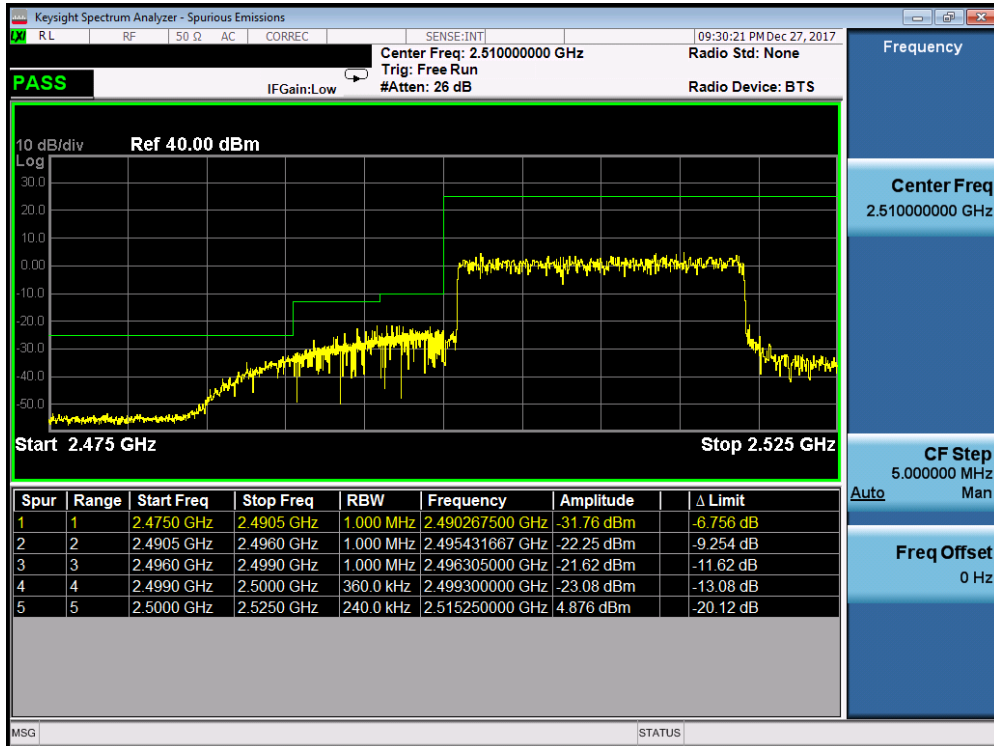 Keysight Spectrum Analyzer - Spurious Emissions
LXI RL RF 50 Ω AC CORREC SENSE:INT 09:30:21 PM Dec 27, 2017
Center Freq: 2.510000000 GHz Radio Std: None
Trig: Free Run
PASS IFGain:Low #Atten: 26 dB Radio Device: BTS
10 dB/div Ref 40.00 dBm
Log
30.0
20.0
10.0
0.00
-10.0
-20.0
-30.0
-40.0
-50.0
Start 2.475 GHz Stop 2.525 GHz
Spur Range Start Freq Stop Freq RBW Frequency Amplitude Δ Limit
1 1 2.4750 GHz 2.4905 GHz 1.000 MHz 2.490267500 GHz -31.76 dBm -6.756 dB
2 2 2.4905 GHz 2.4960 GHz 1.000 MHz 2.495431667 GHz -22.25 dBm -9.254 dB
3 3 2.4960 GHz 2.4990 GHz 1.000 MHz 2.496305000 GHz -21.62 dBm -11.62 dB
4 4 2.4990 GHz 2.5000 GHz 360.0 kHz 2.499300000 GHz -23.08 dBm -13.08 dB
5 5 2.5000 GHz 2.5250 GHz 240.0 kHz 2.515250000 GHz 4.876 dBm -20.12 dB
MSG STATUS
Frequency
Center Freq
2.510000000 GHz
CF Step
5.000000 MHz
Auto Man
Freq Offset
0 Hz